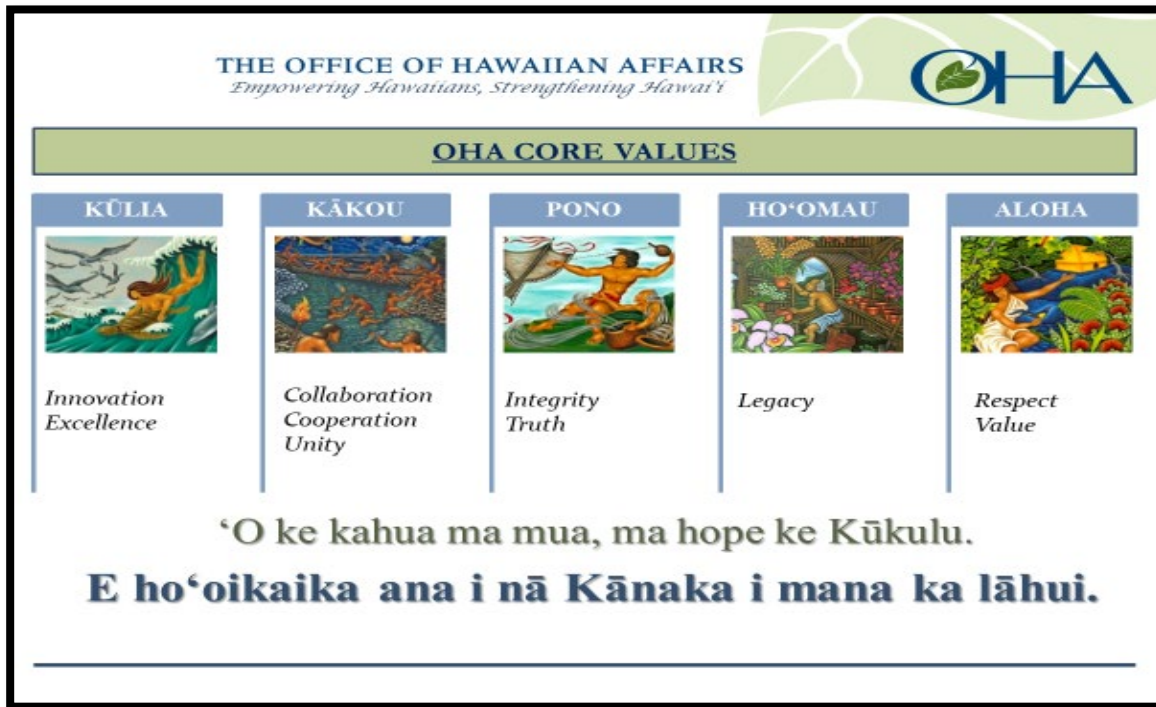 THE OFFICE OF HAWAIIAN AFFAIRS
Empowering Hawaiians, Strengthening Hawai‘i
OHA
OHA CORE VALUES
KŪLIA
Innovation
Excellence
KĀKOU
Collaboration
Cooperation
Unity
PONO
Integrity
Truth
HO‘OMAU
Legacy
ALOHA
Respect
Value
‘O ke kahua ma mua, ma hope ke Kūkulu.
E ho‘oikaika ana i nā Kānaka i mana ka lāhui.